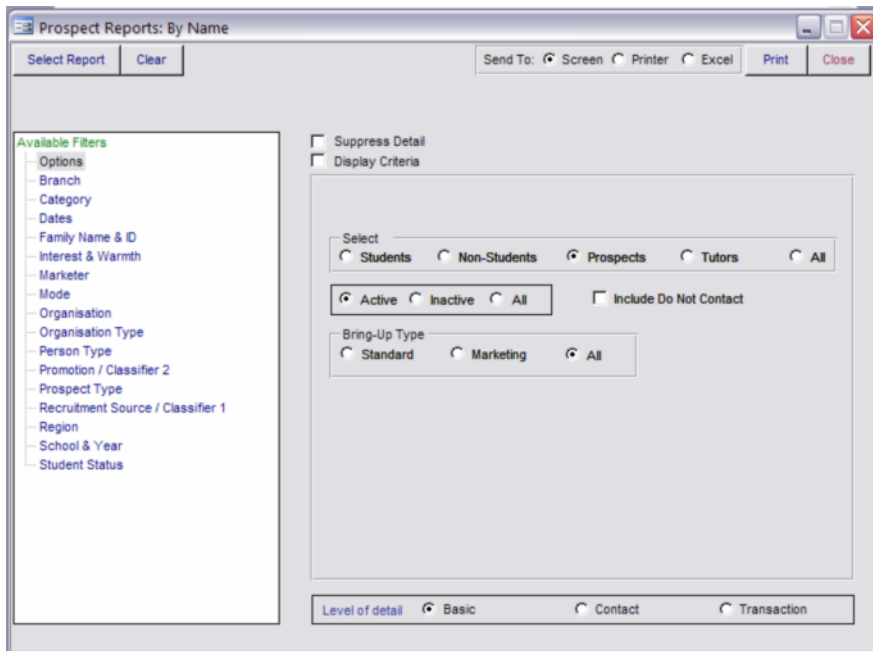 Prospect Reports: By Name
Select Report Clear Send To: Screen Printer Excel Print Close
Available Filters
Options
Branch
Category
Dates
Family Name & ID
Interest & Warmth
Marketer
Mode
Organisation
Organisation Type
Person Type
Promotion / Classifier 2
Prospect Type
Recruitment Source / Classifier 1
Region
School & Year
Student Status
Suppress Detail
Display Criteria
Select
Students Non-Students Prospects Tutors All
Active Inactive All Include Do Not Contact
Bring-Up Type
Standard Marketing All
Level of detail Basic Contact Transaction